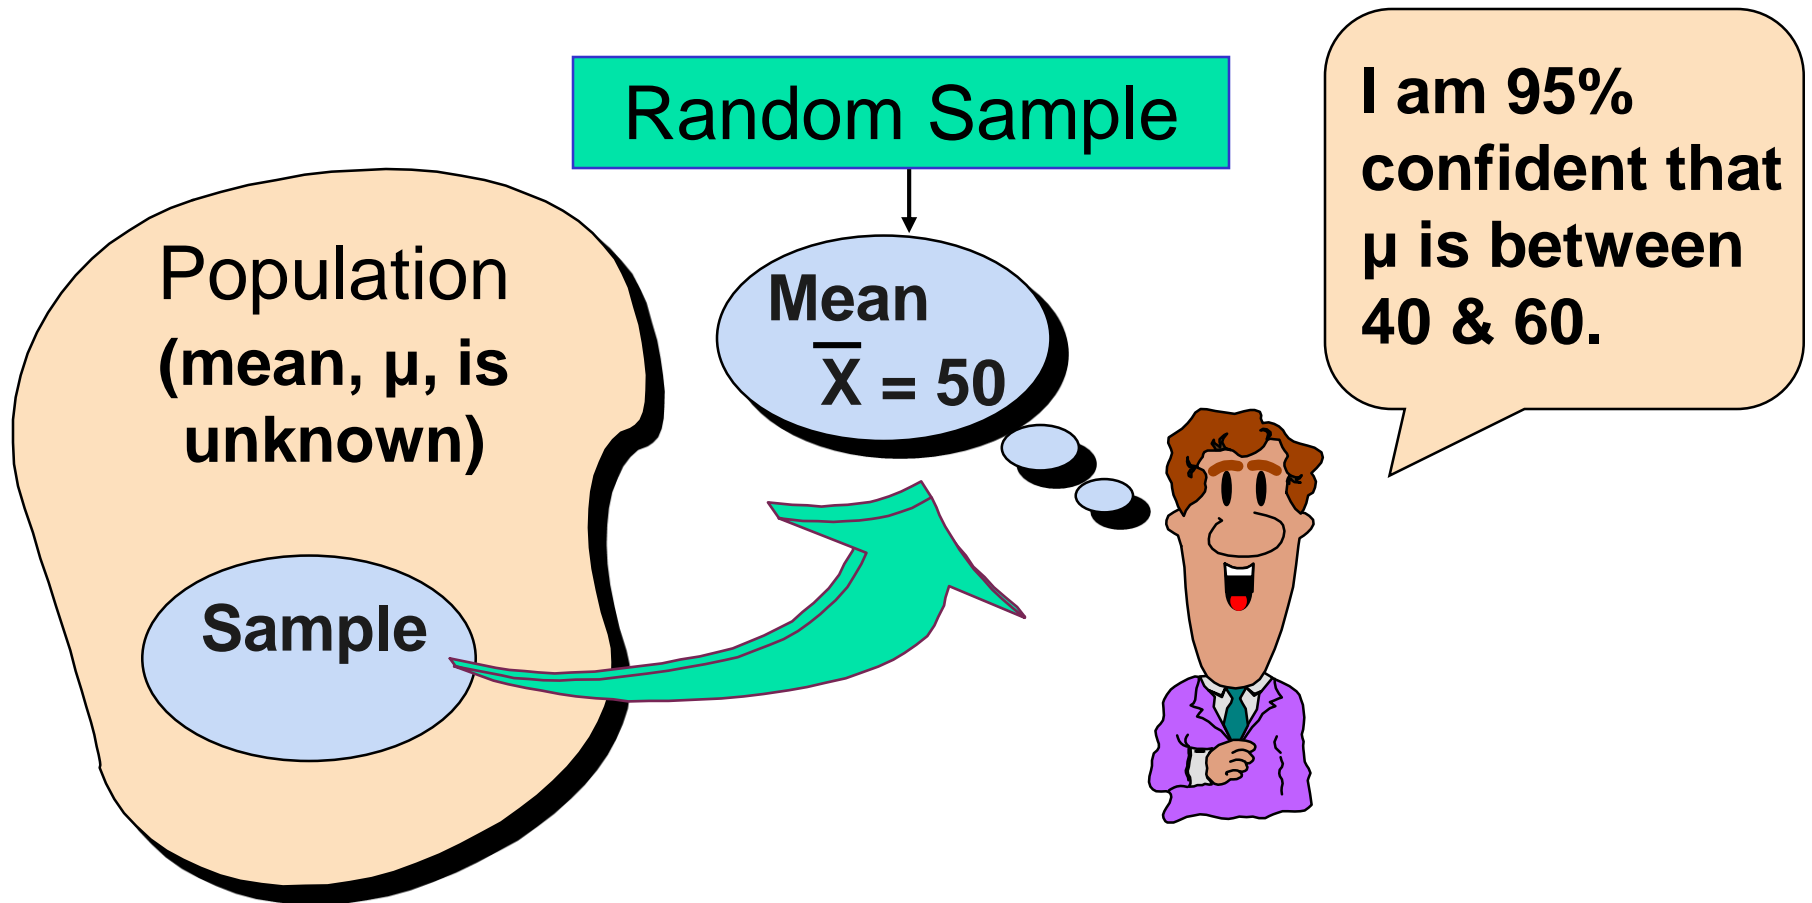 Random Sample
Population
(mean, μ, is
unknown)
Sample
Mean
X̅ = 50
I am 95%
confident that
μ is between
40 & 60.